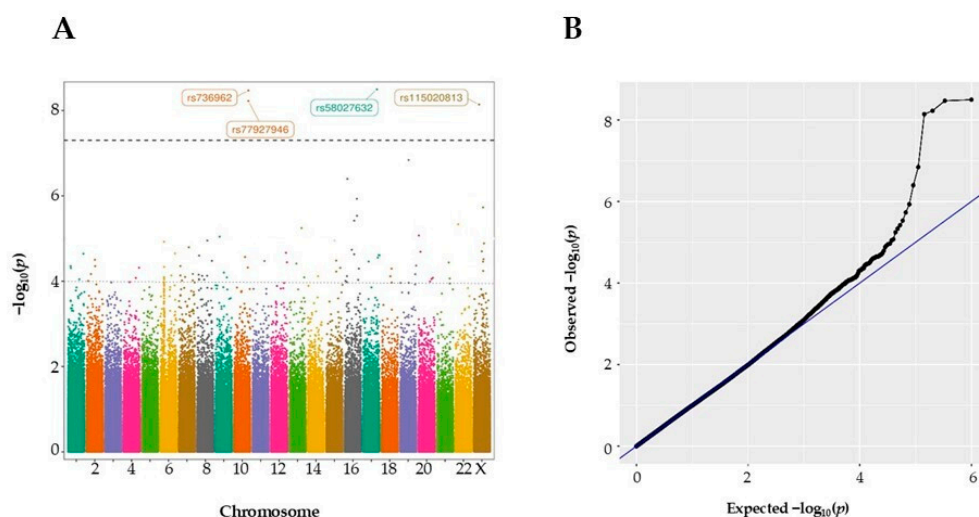 A
B
rs736962
rs58027632
rs115020813
rs77927946
8
6
4
2
0
−log₁₀(p)
2 4 6 8 10 12 14 16 18 20 22 X
Chromosome
8
6
4
2
0
Observed −log₁₀(p)
0 2 4 6
Expected −log₁₀(p)